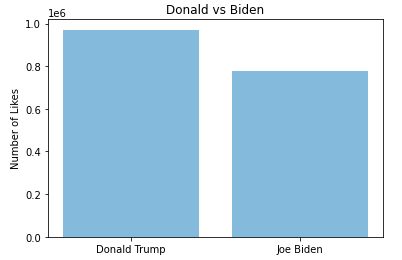 Donald vs Biden
1e6
1.0
0.8
0.6
0.4
0.2
0.0
Number of Likes
Donald Trump
Joe Biden